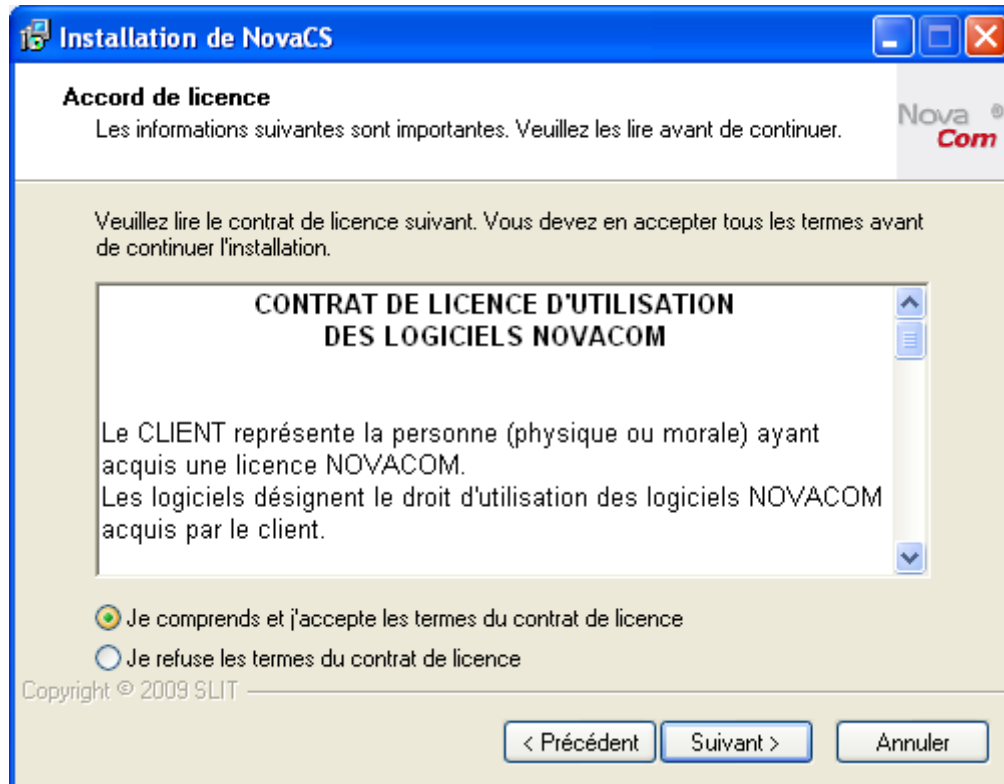 Installation de NovaCS
Accord de licence
Les informations suivantes sont importantes. Veuillez les lire avant de continuer.
Nova ®
Com
Veuillez lire le contrat de licence suivant. Vous devez en accepter tous les termes avant
de continuer l'installation.
CONTRAT DE LICENCE D'UTILISATION
DES LOGICIELS NOVACOM
Le CLIENT représente la personne (physique ou morale) ayant
acquis une licence NOVACOM.
Les logiciels désignent le droit d'utilisation des logiciels NOVACOM
acquis par le client.
Je comprends et j'accepte les termes du contrat de licence
Je refuse les termes du contrat de licence
Copyright © 2009 SLIT
< Précédent Suivant > Annuler